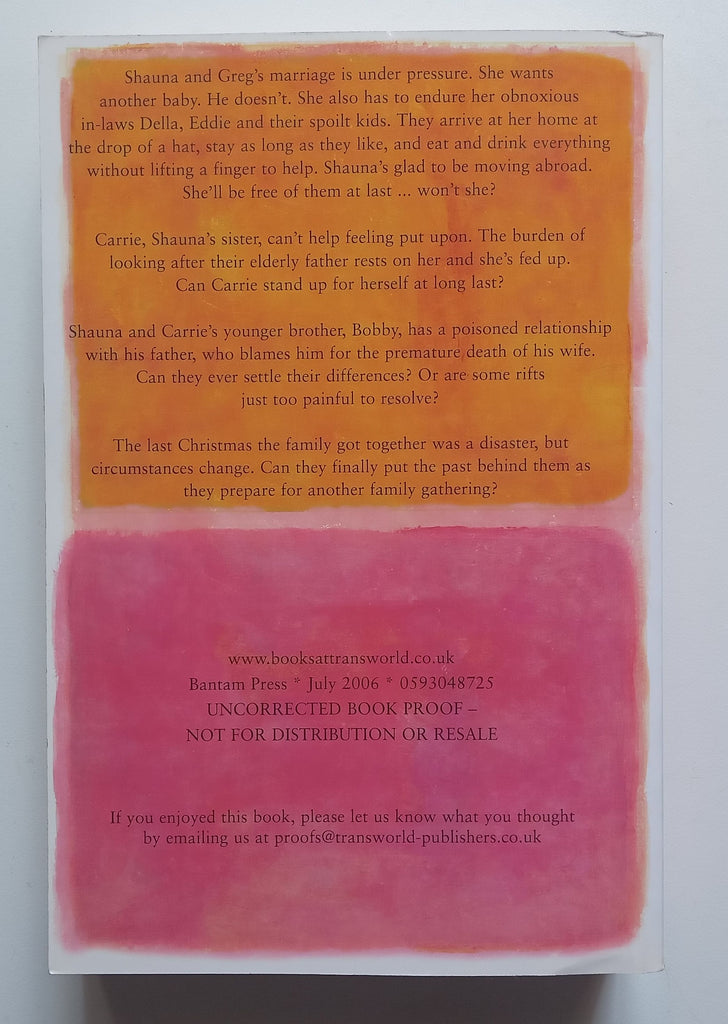 Shauna and Greg's marriage is under pressure. She wants
another baby. He doesn't. She also has to endure her obnoxious
in-laws Della, Eddie and their spoilt kids. They arrive at her home at
the drop of a hat, stay as long as they like, and eat and drink everything
without lifting a finger to help. Shauna's glad to be moving abroad.
She'll be free of them at last ... won't she?
Carrie, Shauna's sister, can't help feeling put upon. The burden of
looking after their elderly father rests on her and she's fed up.
Can Carrie stand up for herself at long last?
Shauna and Carrie's younger brother, Bobby, has a poisoned relationship
with his father, who blames him for the premature death of his wife.
Can they ever settle their differences? Or are some rifts
just too painful to resolve?
The last Christmas the family got together was a disaster, but
circumstances change. Can they finally put the past behind them as
they prepare for another family gathering?
www.booksattransworld.co.uk
Bantam Press * July 2006 * 0593048725
UNCORRECTED BOOK PROOF –
NOT FOR DISTRIBUTION OR RESALE
If you enjoyed this book, please let us know what you thought
by emailing us at proofs@transworld-publishers.co.uk